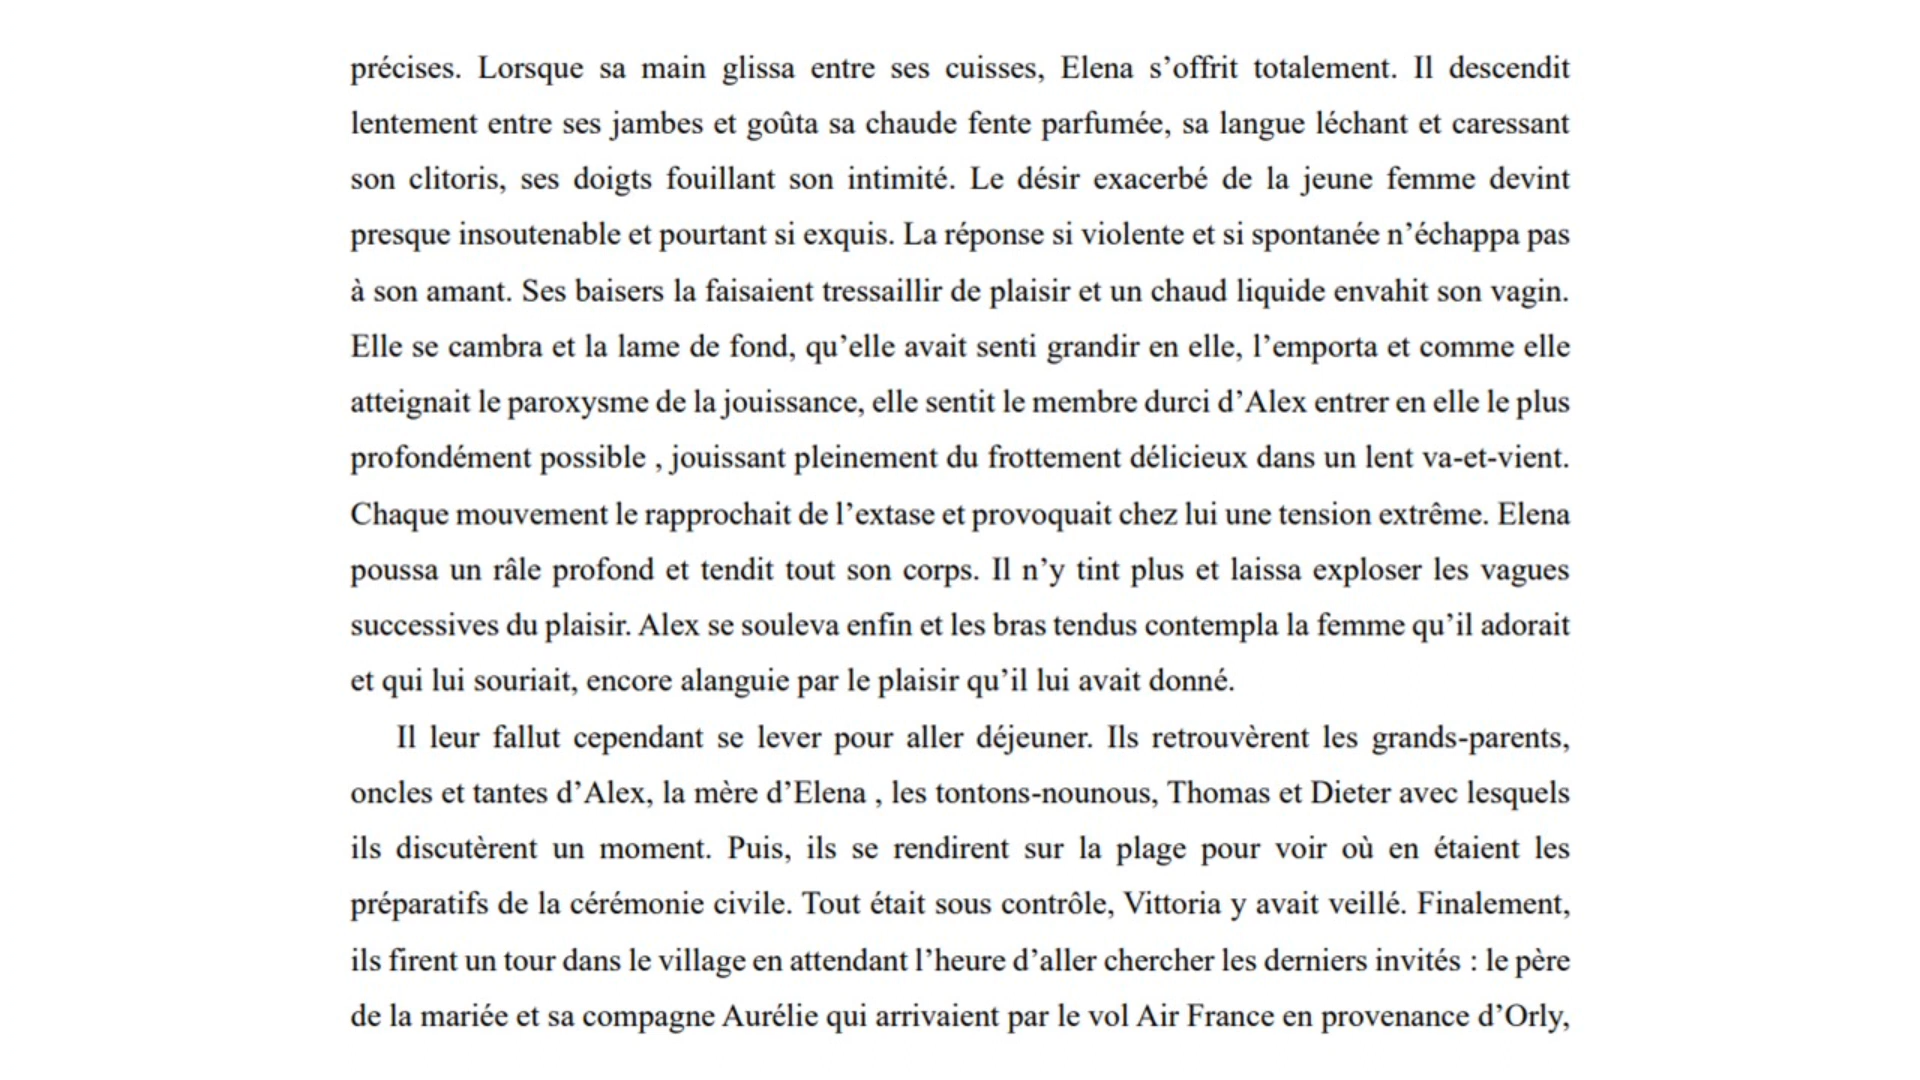 précises. Lorsque sa main glissa entre ses cuisses, Elena s’offrit totalement. Il descendit
lentement entre ses jambes et goûta sa chaude fente parfumée, sa langue léchant et caressant
son clitoris, ses doigts fouillant son intimité. Le désir exacerbé de la jeune femme devint
presque insoutenable et pourtant si exquis. La réponse si violente et si spontanée n’échappa pas
à son amant. Ses baisers la faisaient tressaillir de plaisir et un chaud liquide envahit son vagin.
Elle se cambra et la lame de fond, qu’elle avait senti grandir en elle, l’emporta et comme elle
atteignait le paroxysme de la jouissance, elle sentit le membre durci d’Alex entrer en elle le plus
profondément possible , jouissant pleinement du frottement délicieux dans un lent va-et-vient.
Chaque mouvement le rapprochait de l’extase et provoquait chez lui une tension extrême. Elena
poussa un râle profond et tendit tout son corps. Il n’y tint plus et laissa exploser les vagues
successives du plaisir. Alex se souleva enfin et les bras tendus contempla la femme qu’il adorait
et qui lui souriait, encore alanguie par le plaisir qu’il lui avait donné.
Il leur fallut cependant se lever pour aller déjeuner. Ils retrouvèrent les grands-parents,
oncles et tantes d’Alex, la mère d’Elena , les tontons-nounous, Thomas et Dieter avec lesquels
ils discutèrent un moment. Puis, ils se rendirent sur la plage pour voir où en étaient les
préparatifs de la cérémonie civile. Tout était sous contrôle, Vittoria y avait veillé. Finalement,
ils firent un tour dans le village en attendant l’heure d’aller chercher les derniers invités : le père
de la mariée et sa compagne Aurélie qui arrivaient par le vol Air France en provenance d’Orly,